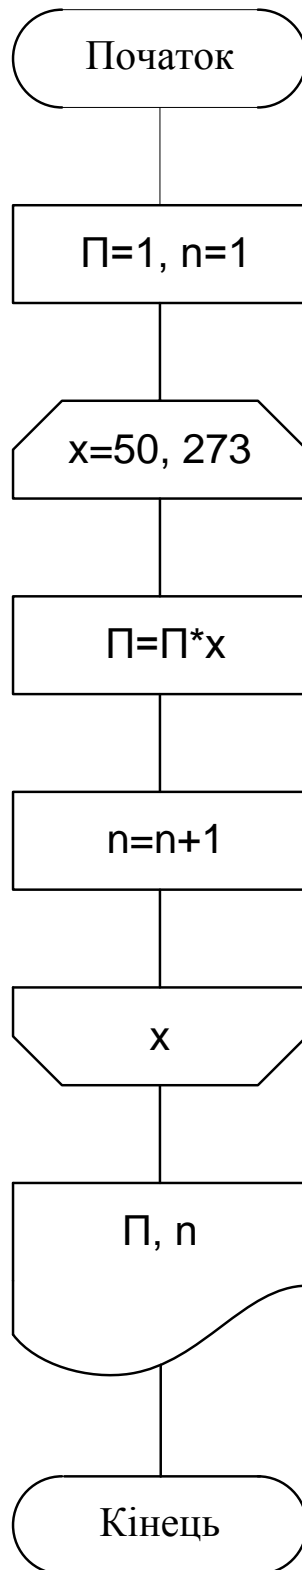 Початок
П=1, n=1
x=50, 273
П=П*x
n=n+1
x
П, n
Кінець